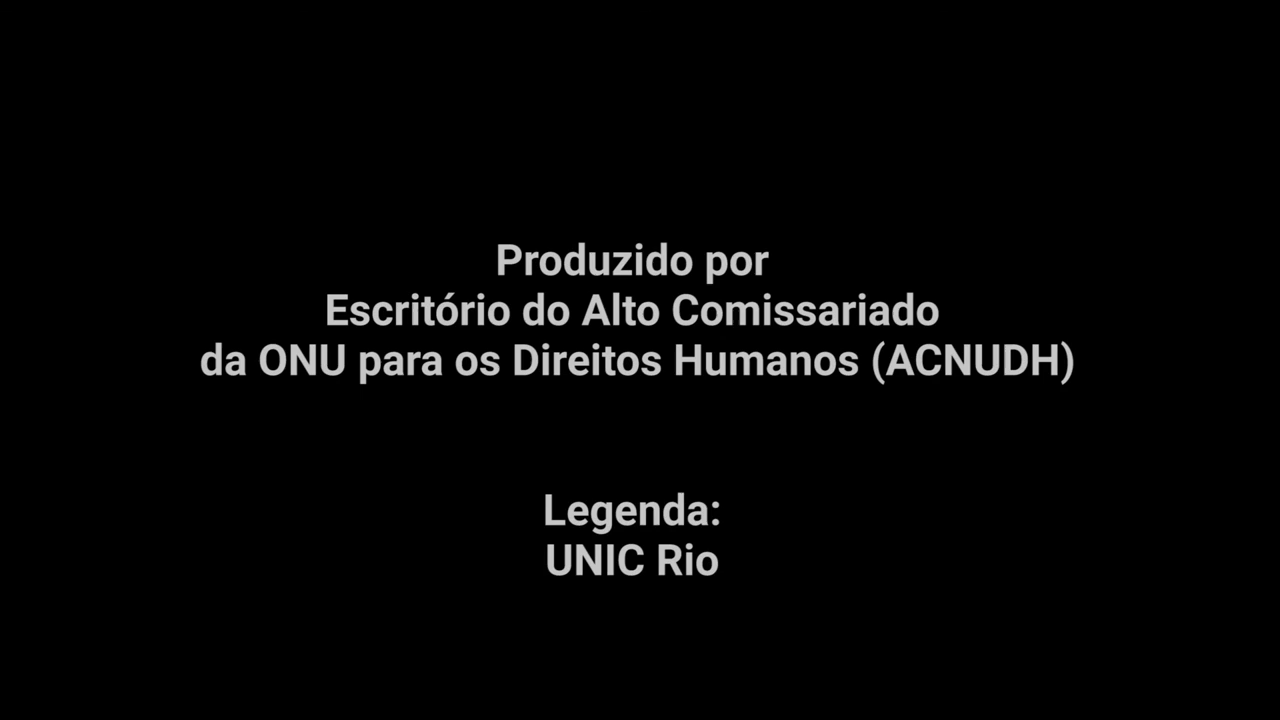 Produzido por
Escritório do Alto Comissariado
da ONU para os Direitos Humanos (ACNUDH)
Legenda:
UNIC Rio